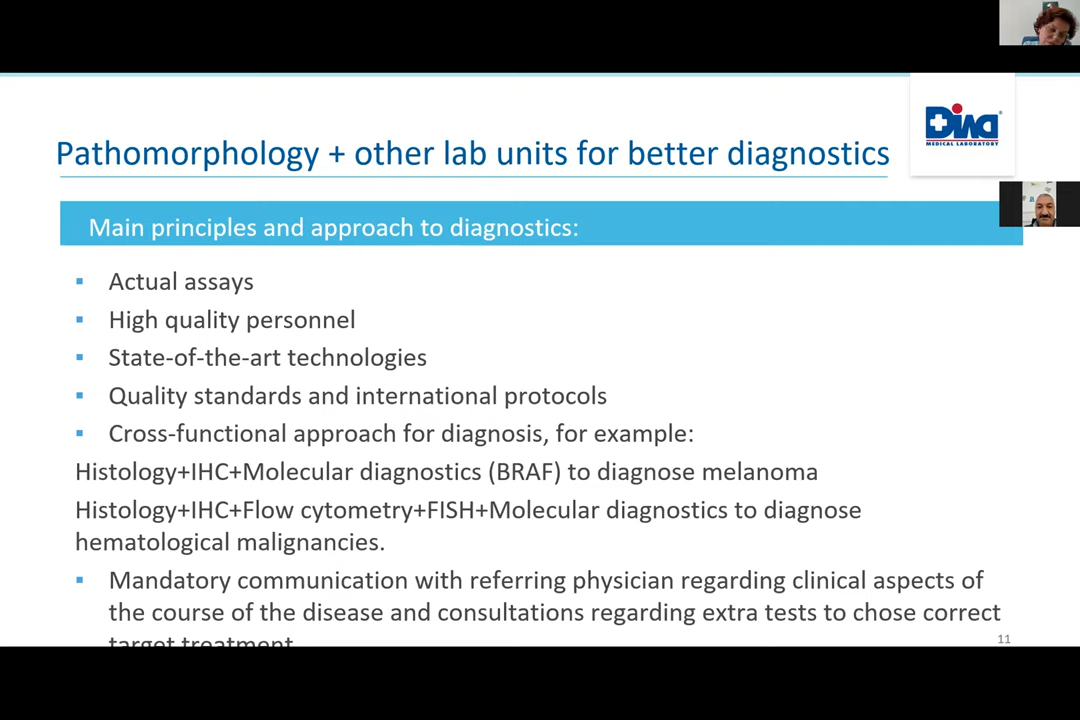 Pathomorphology + other lab units for better diagnostics
Dila
MEDICAL LABORATORY
Main principles and approach to diagnostics:
▪ Actual assays
▪ High quality personnel
▪ State-of-the-art technologies
▪ Quality standards and international protocols
▪ Cross-functional approach for diagnosis, for example:
Histology+IHC+Molecular diagnostics (BRAF) to diagnose melanoma
Histology+IHC+Flow cytometry+FISH+Molecular diagnostics to diagnose
hematological malignancies.
▪ Mandatory communication with referring physician regarding clinical aspects of
the course of the disease and consultations regarding extra tests to chose correct
target treatment
11